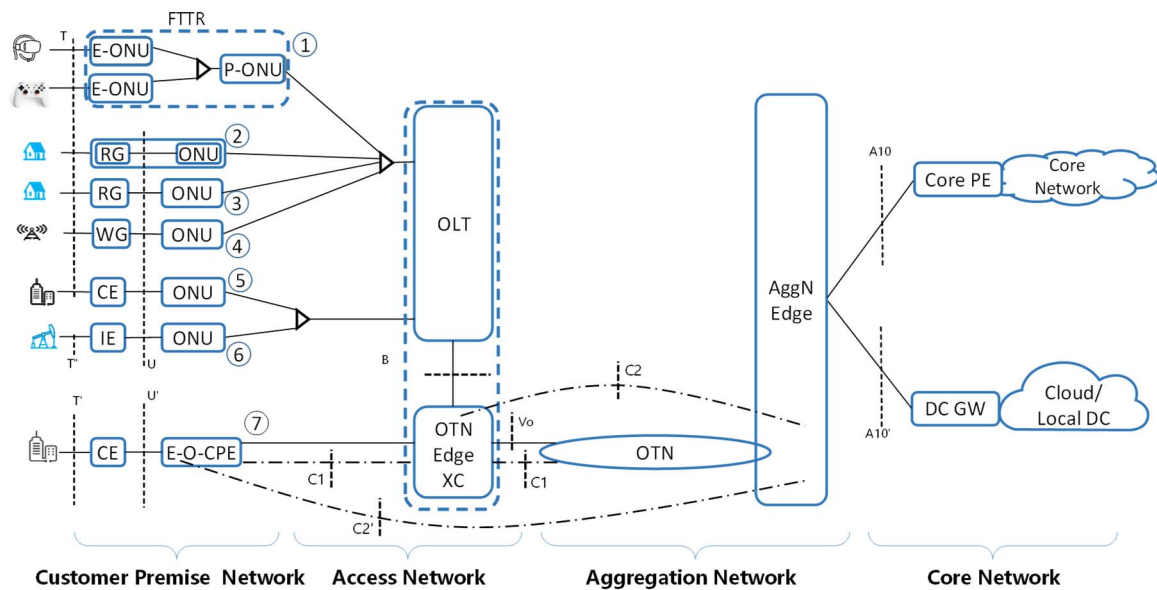 FTTR
T
E-ONU
①
P-ONU
E-ONU
②
RG
ONU
RG
ONU
③
WG
ONU
④
OLT
A10
Core PE
Core
Network
CE
ONU
⑤
AggN
Edge
IE
ONU
⑥
T"
U
B
C2
T'
U'
⑦
CE
E-O-CPE
OTN
Edge
XC
Vo
OTN
C1
C1
C2'
DC GW
Cloud/
Local DC
A10'
Customer Premise Network
Access Network
Aggregation Network
Core Network